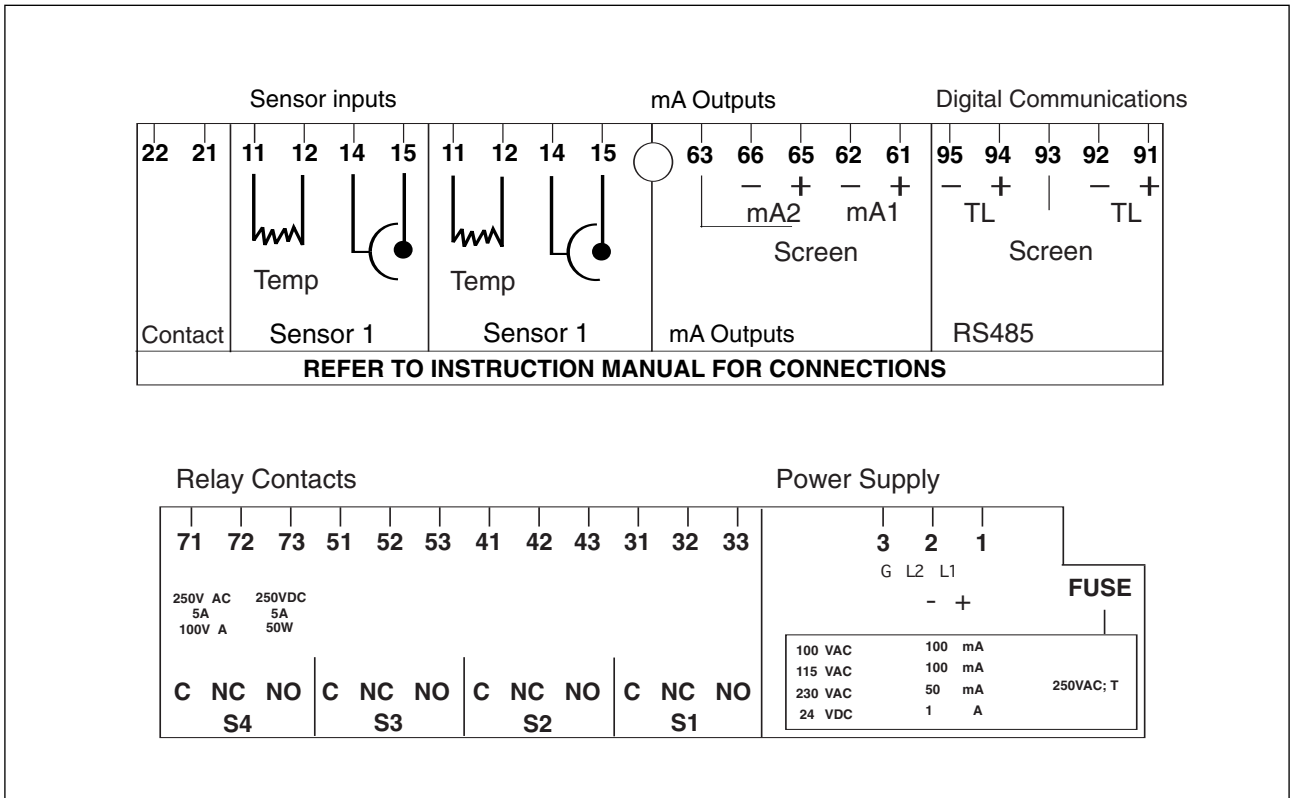 Sensor inputs mA Outputs Digital Communications
22 21 11 12 14 15 11 12 14 15 63 66 65 62 61 95 94 93 92 91
− + − + − + − +
mA2 mA1 TL TL
Screen Screen
Temp Temp
Contact Sensor 1 Sensor 1 mA Outputs RS485
REFER TO INSTRUCTION MANUAL FOR CONNECTIONS
Relay Contacts Power Supply
71 72 73 51 52 53 41 42 43 31 32 33 3 2 1
G L2 L1
- +
FUSE
250V AC 250VDC
5A 5A
100V A 50W
100 VAC 100 mA
115 VAC 100 mA
230 VAC 50 mA
24 VDC 1 A
250VAC; T
C NC NO C NC NO C NC NO C NC NO
S4 S3 S2 S1